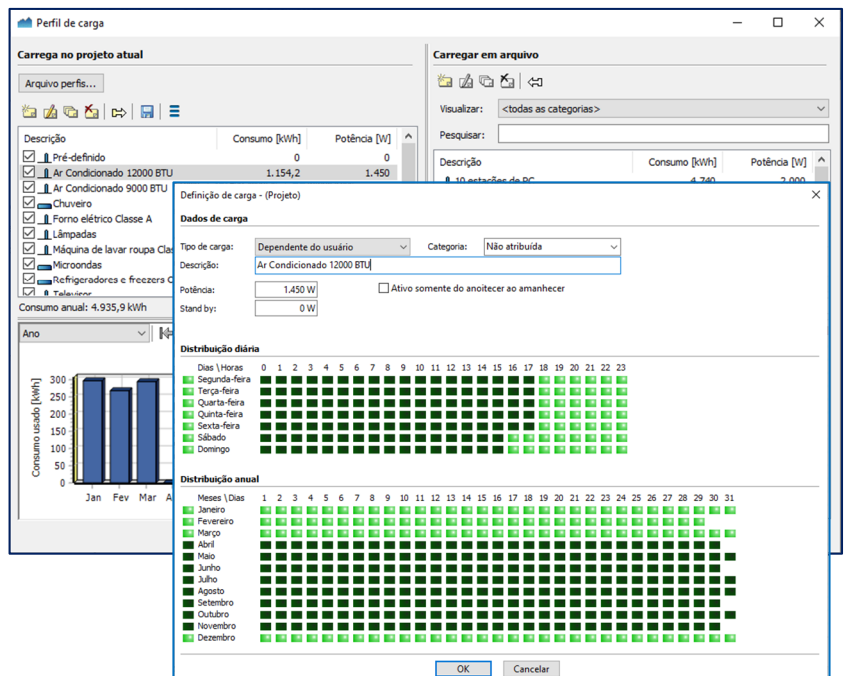 Perfil de carga
Carrega no projeto atual
Arquivo perfis...
Descrição Consumo [kWh] Potência [W]
Pré-definido 0 0
Ar Condicionado 12000 BTU 1.154,2 1.450
Ar Condicionado 9000 BTU
Chuveiro
Forno elétrico Classe A
Lâmpadas
Máquina de lavar roupa Clas
Microondas
Refrigeradores e freezers C
Televisor
Consumo anual: 4.935,9 kWh
Ano
Consumo usado [kWh]
300
250
200
150
100
50
0
Jan Fev Mar A
Carregar em arquivo
Visualizar: <todas as categorias>
Pesquisar:
Descrição Consumo [kWh] Potência [W]
10 estações de PC 4.740 2.000
Definição de carga - (Projeto)
Dados de carga
Tipo de carga: Dependente do usuário Categoria: Não atribuída
Descrição: Ar Condicionado 12000 BTU
Potência: 1.450 W Ativo somente do anoitecer ao amanhecer
Stand by: 0 W
Distribuição diária
Dias \ Horas 0 1 2 3 4 5 6 7 8 9 10 11 12 13 14 15 16 17 18 19 20 21 22 23
Segunda-feira
Terça-feira
Quarta-feira
Quinta-feira
Sexta-feira
Sábado
Domingo
Distribuição anual
Meses \ Dias 1 2 3 4 5 6 7 8 9 10 11 12 13 14 15 16 17 18 19 20 21 22 23 24 25 26 27 28 29 30 31
Janeiro
Fevereiro
Março
Abril
Maio
Junho
Julho
Agosto
Setembro
Outubro
Novembro
Dezembro
OK Cancelar